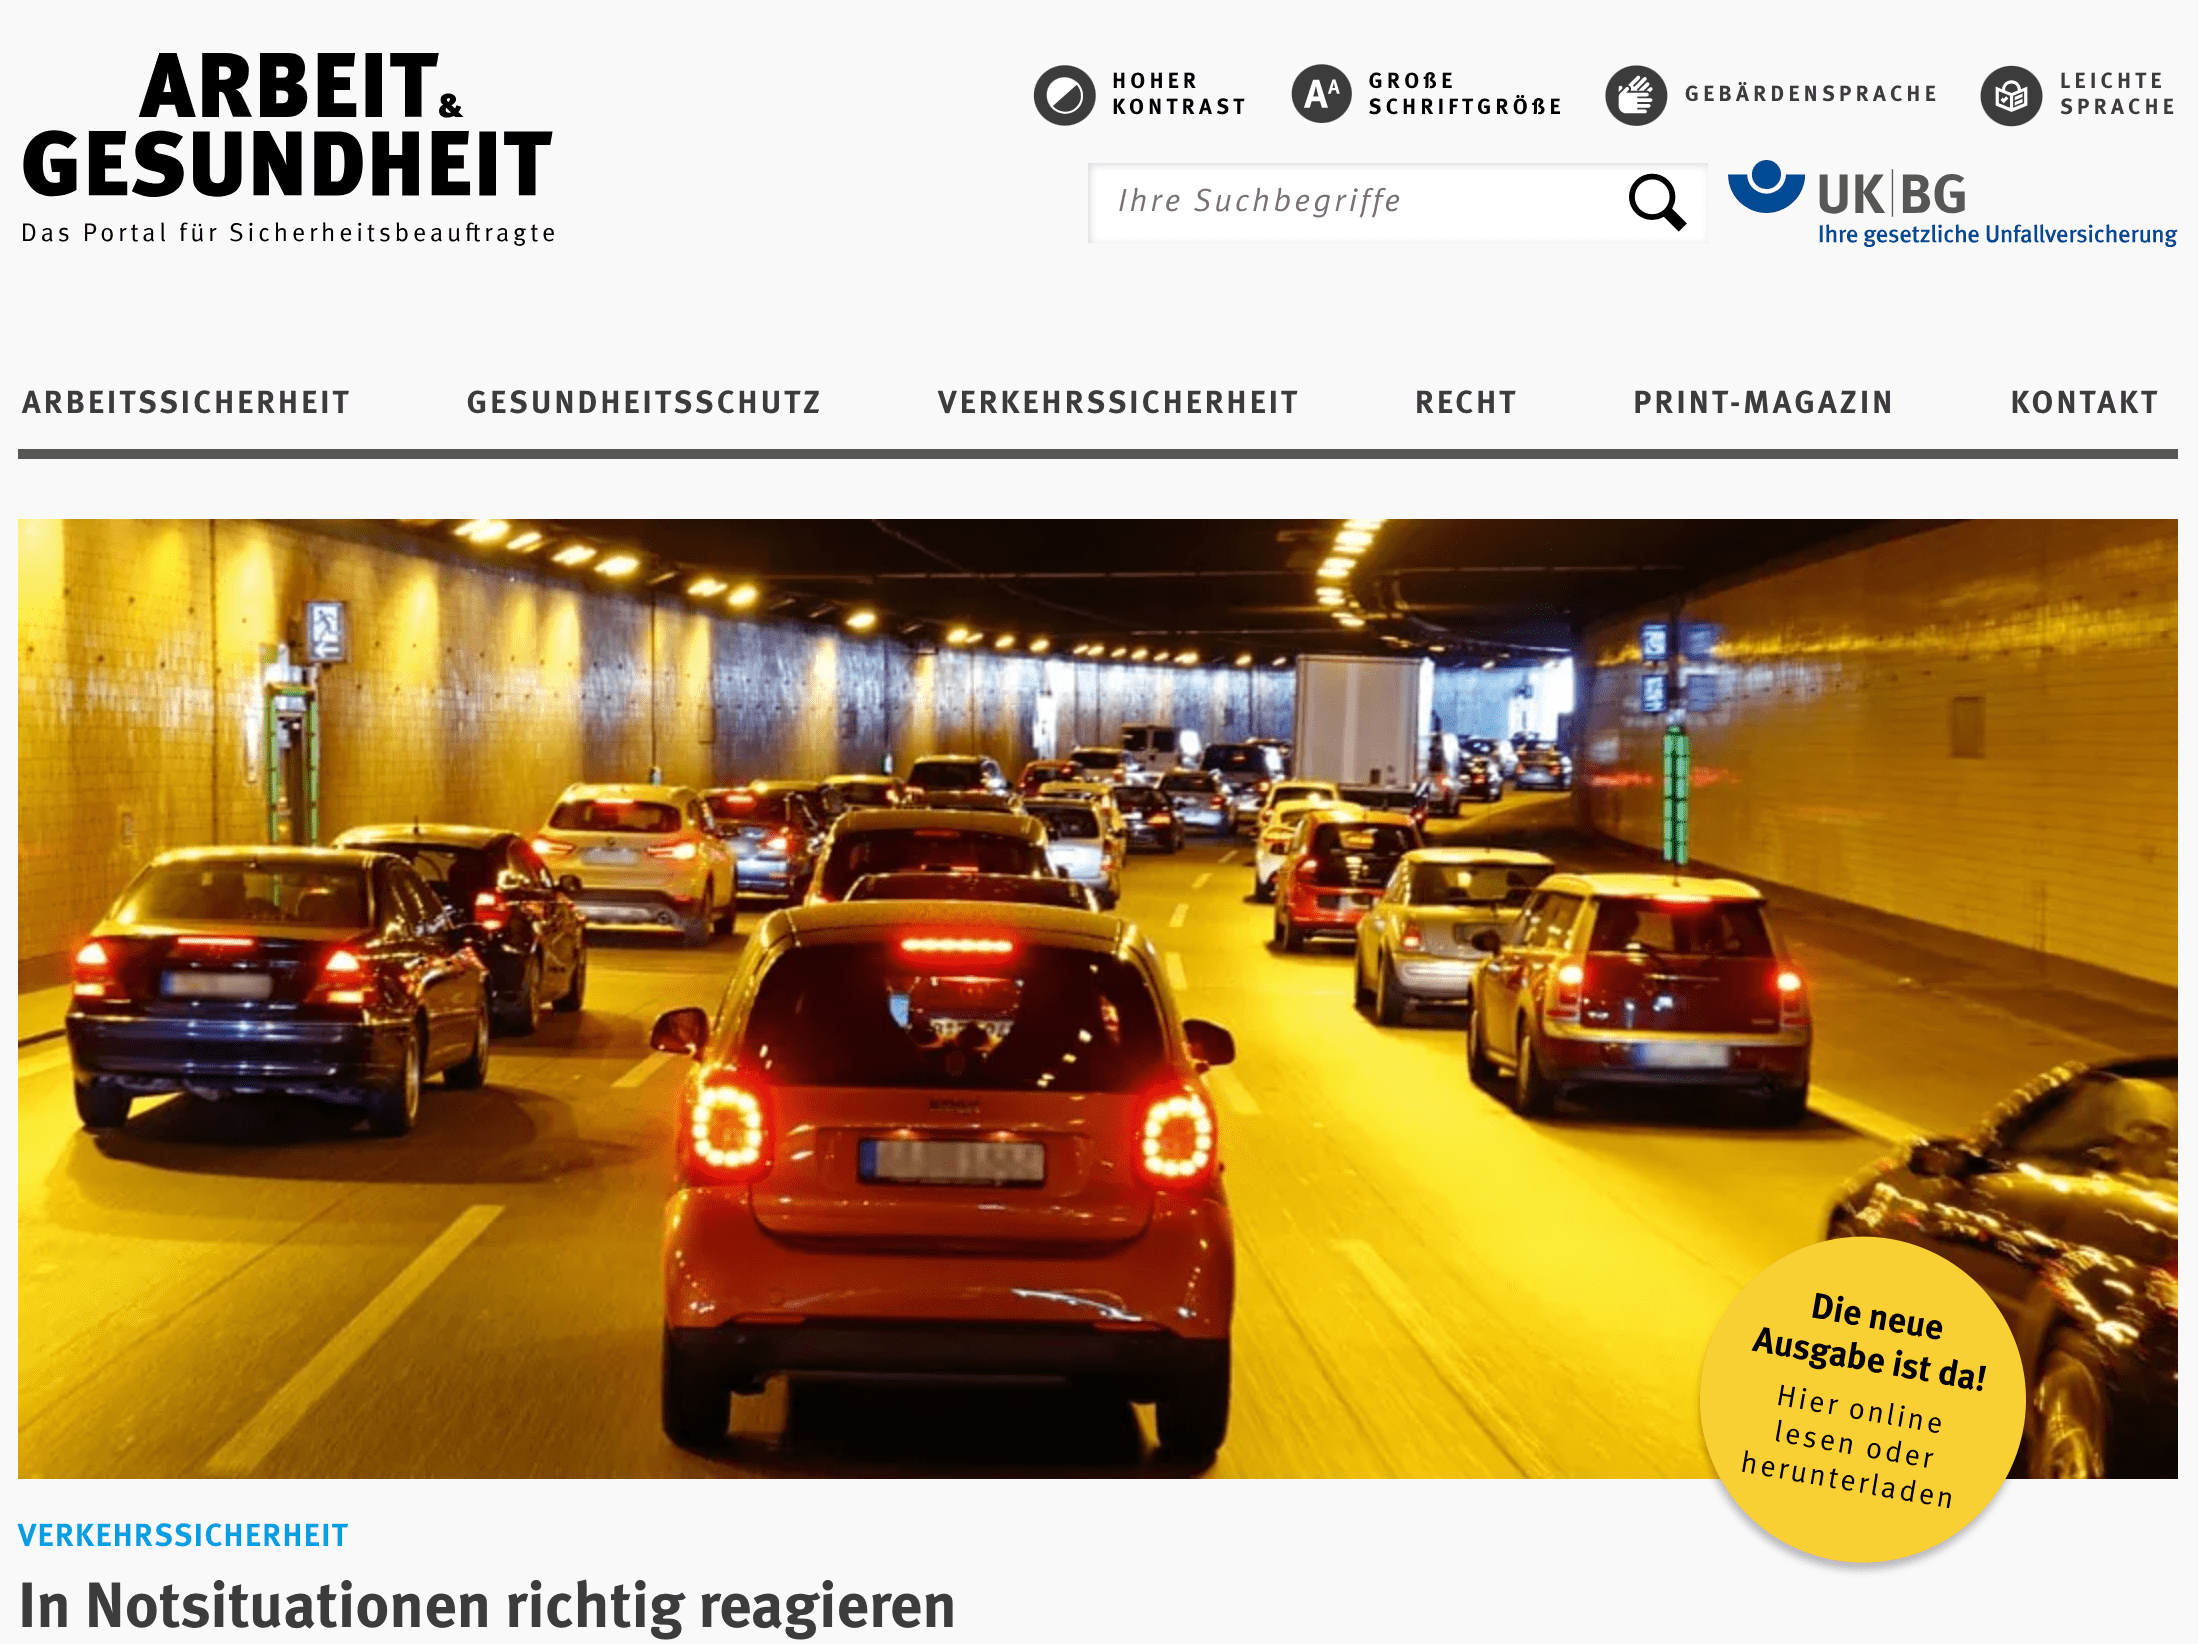 ARBEIT &
GESUNDHEIT
Das Portal für Sicherheitsbeauftragte
HOHER
KONTRAST
AA
GROẞE
SCHRIFTGRÖẞE
GEBÄRDENSPRACHE
LEICHTE
SPRACHE
Ihre Suchbegriffe
UK|BG
Ihre gesetzliche Unfallversicherung
ARBEITSSICHERHEIT
GESUNDHEITSSCHUTZ
VERKEHRSSICHERHEIT
RECHT
PRINT-MAGAZIN
KONTAKT
Die neue
Ausgabe ist da!
Hier online
lesen oder
herunterladen
VERKEHRSSICHERHEIT
In Notsituationen richtig reagieren